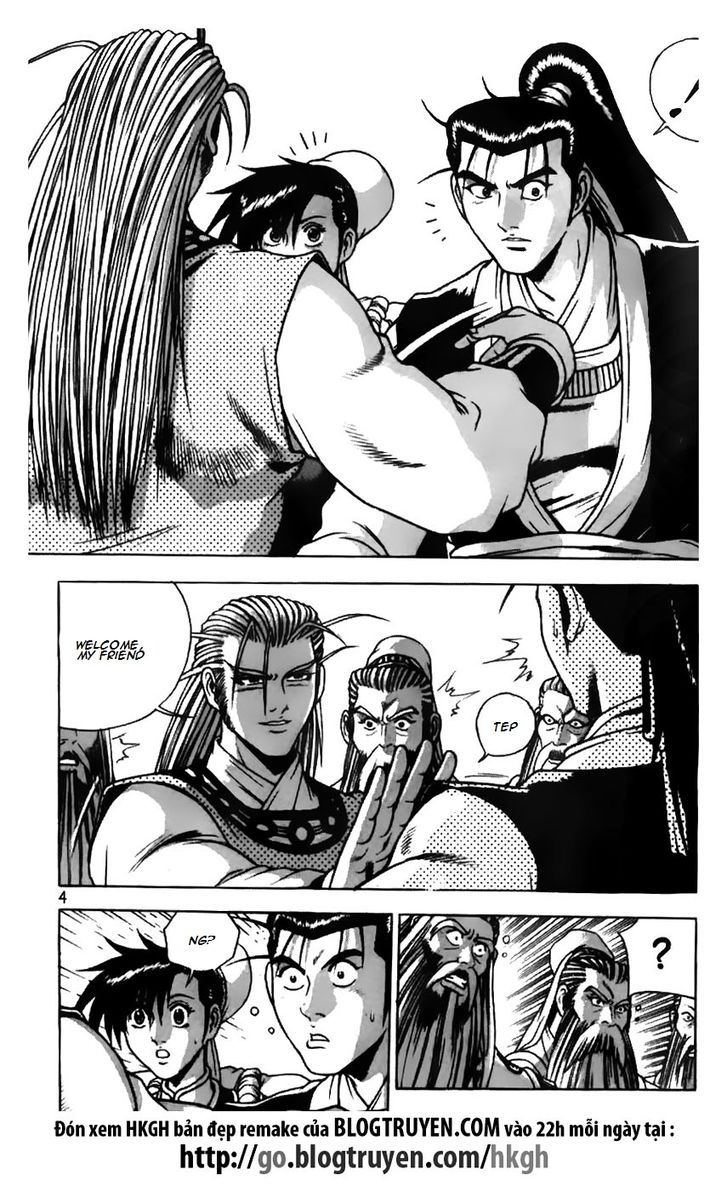 !
WELCOME
MY FRIEND
TEP
4
NG?
?
Đón xem HKGH bản đẹp remake của BLOGTRUYEN.COM vào 22h mỗi ngày tại :
http://go.blogtruyen.com/hkgh